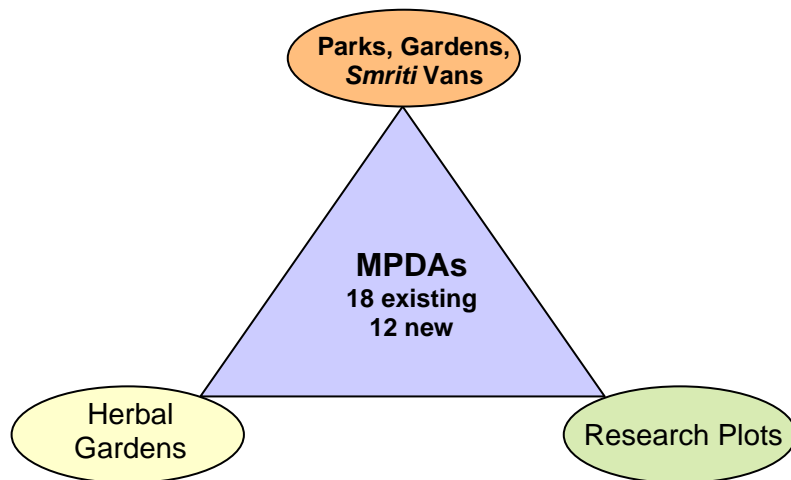 Parks, Gardens,
Smriti Vans
MPDAs
18 existing
12 new
Herbal
Gardens
Research Plots